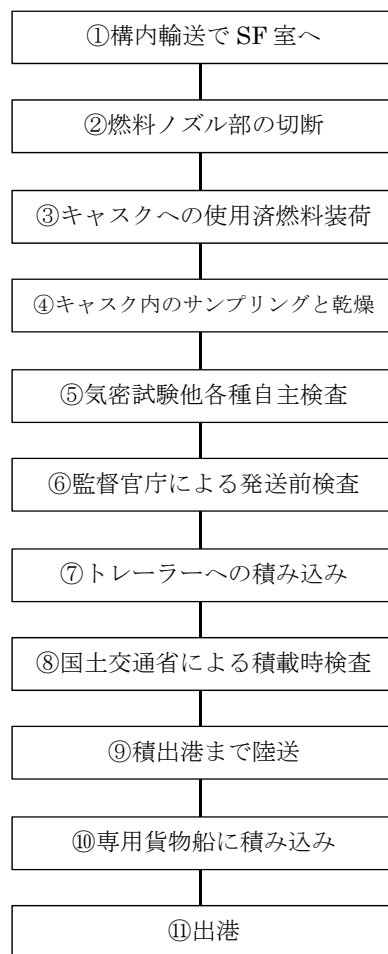 ①構内輸送で SF 室へ
②燃料ノズル部の切断
③キャスクへの使用済燃料装荷
④キャスク内のサンプリングと乾燥
⑤気密試験他各種自主検査
⑥監督官庁による発送前検査
⑦トレーラーへの積み込み
⑧国土交通省による積載時検査
⑨積出港まで陸送
⑩専用貨物船に積み込み
⑪出港